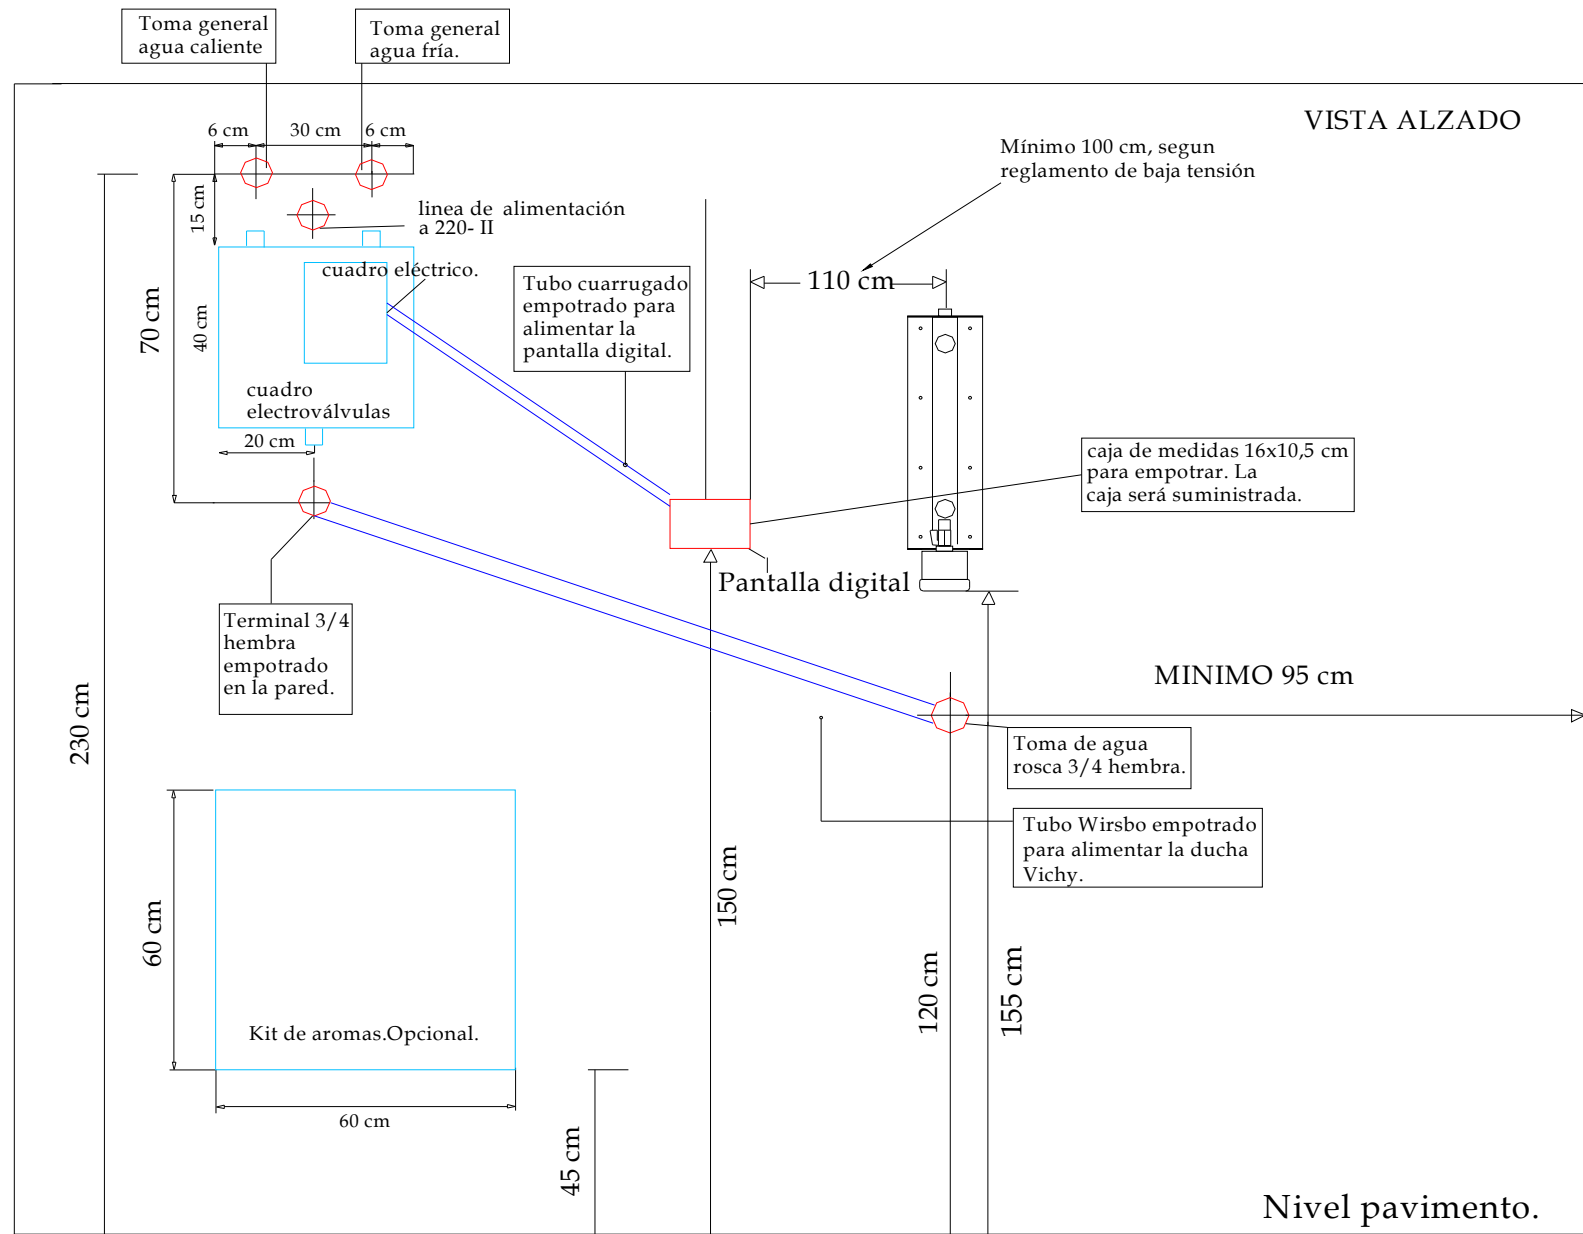 Toma general
agua caliente
Toma general
agua fría.
VISTA ALZADO
6 cm
30 cm
6 cm
Mínimo 100 cm, segun
reglamento de baja tensión
15 cm
linea de alimentación
a 220- II
cuadro eléctrico.
110 cm
Tubo cuarrugado
empotrado para
alimentar la
pantalla digital.
70 cm
40 cm
cuadro
electroválvulas
20 cm
caja de medidas 16x10,5 cm
para empotrar. La
caja será suministrada.
Pantalla digital
Terminal 3/4
hembra
empotrado
en la pared.
MINIMO 95 cm
230 cm
Toma de agua
rosca 3/4 hembra.
Tubo Wirsbo empotrado
para alimentar la ducha
Vichy.
150 cm
60 cm
120 cm
155 cm
Kit de aromas.Opcional.
60 cm
45 cm
Nivel pavimento.